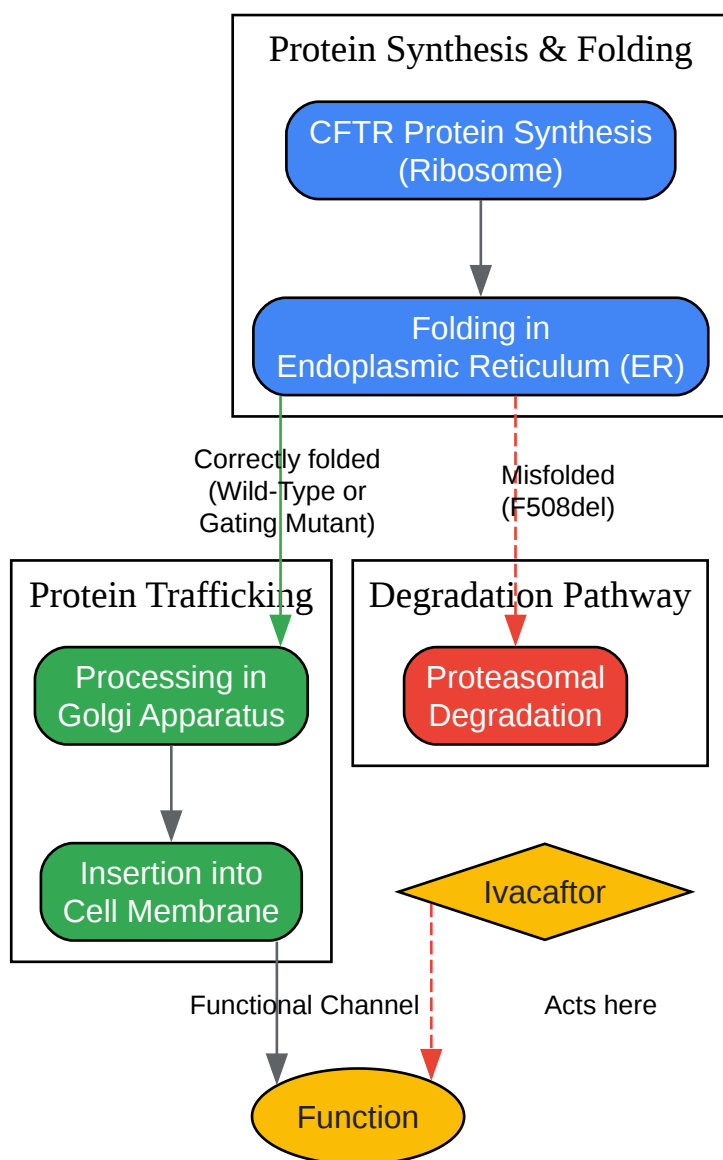 Protein Synthesis & Folding
CFTR Protein Synthesis
(Ribosome)
Folding in
Endoplasmic Reticulum (ER)
Correctly folded
(Wild-Type or
Gating Mutant)
Misfolded
(F508del)
Protein Trafficking
Degradation Pathway
Processing in
Golgi Apparatus
Proteasomal
Degradation
Insertion into
Cell Membrane
Ivacaftor
Functional Channel
Acts here
Function